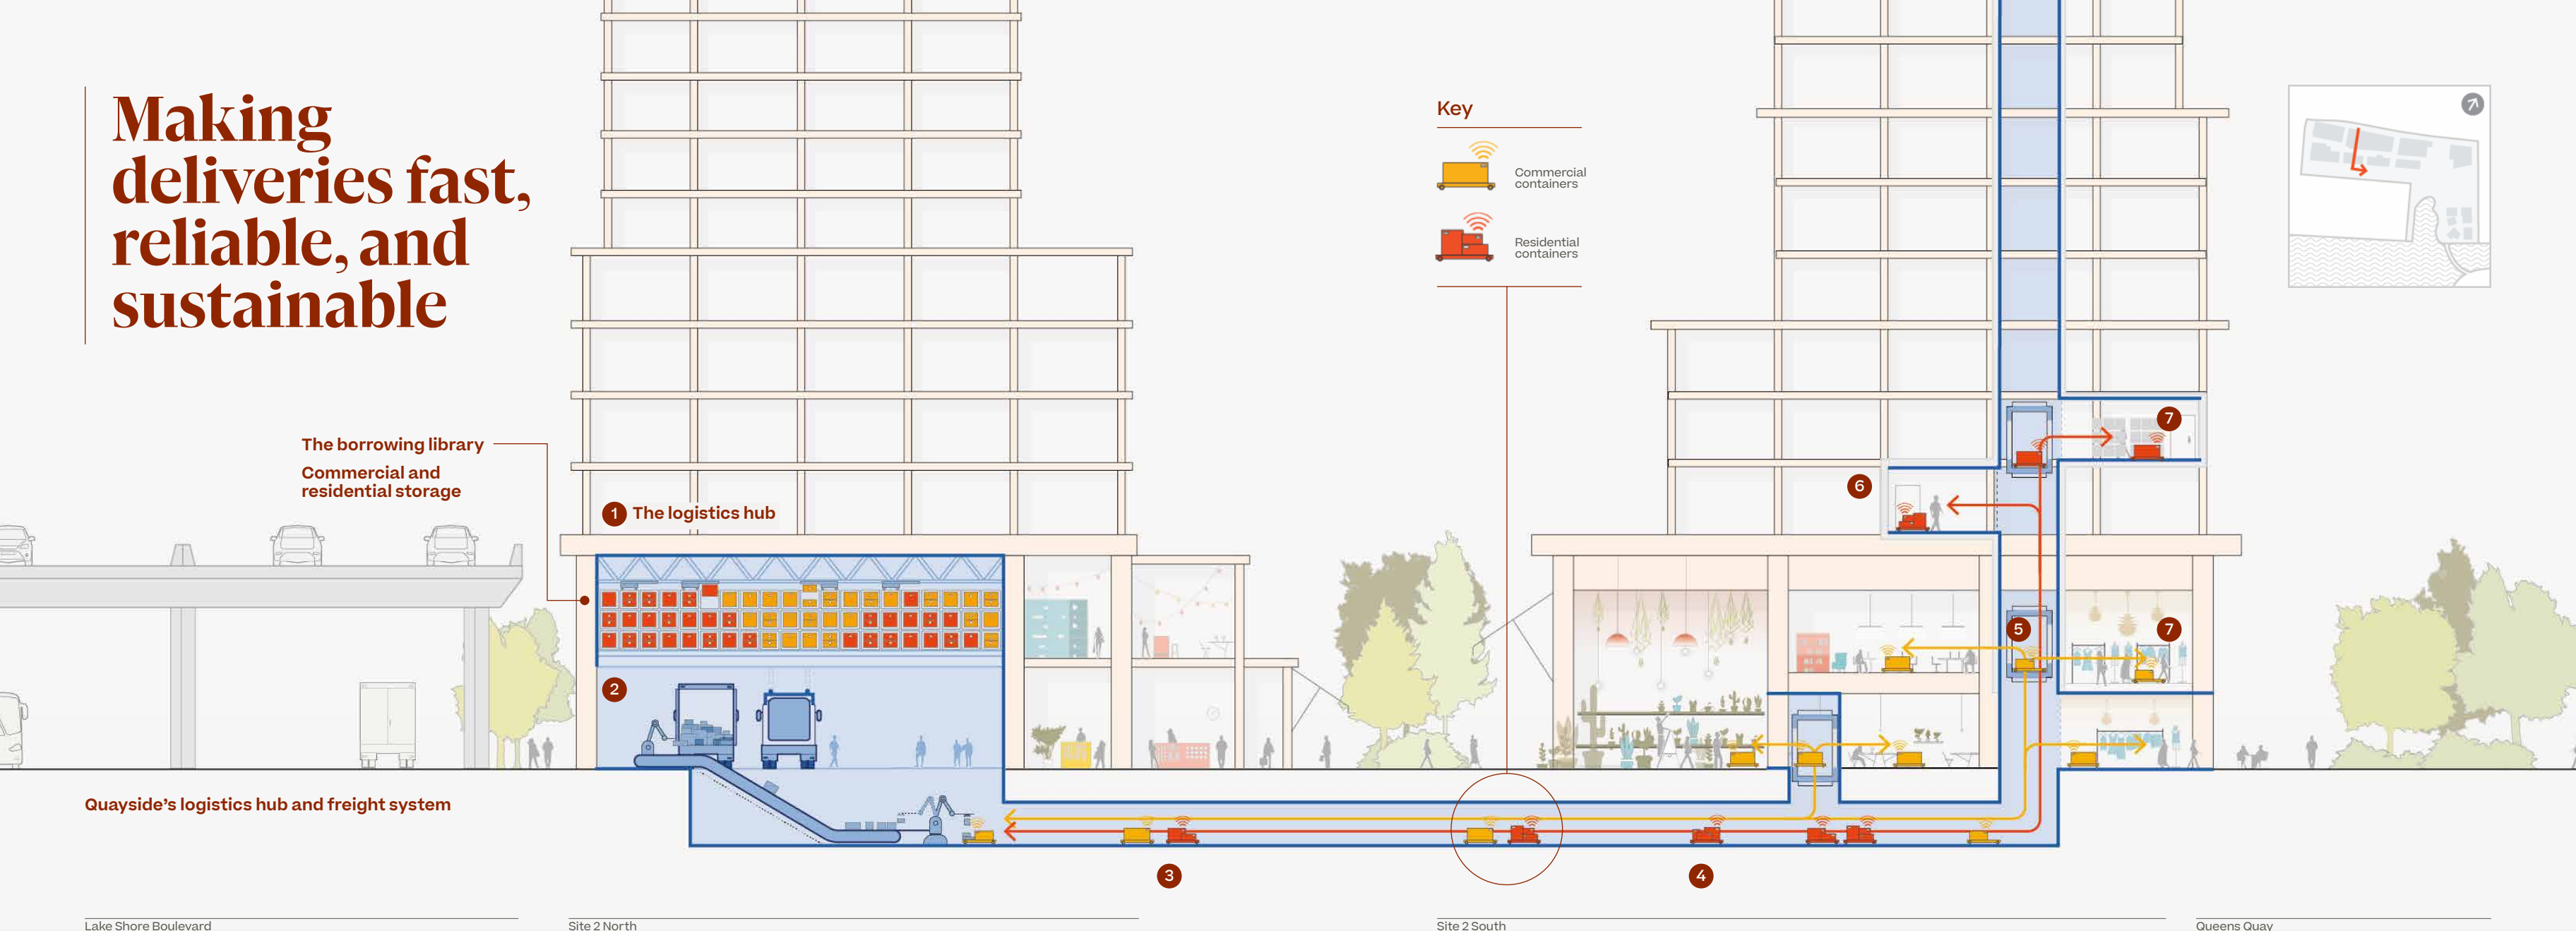 Making
deliveries fast,
reliable, and
sustainable
Key
Commercial
containers
Residential
containers
The borrowing library
Commercial and
residential storage
1 The logistics hub
2
Quayside's logistics hub and freight system
3
4
5
6
7
7
Lake Shore Boulevard
Site 2 North
Site 2 South
Queens Quay